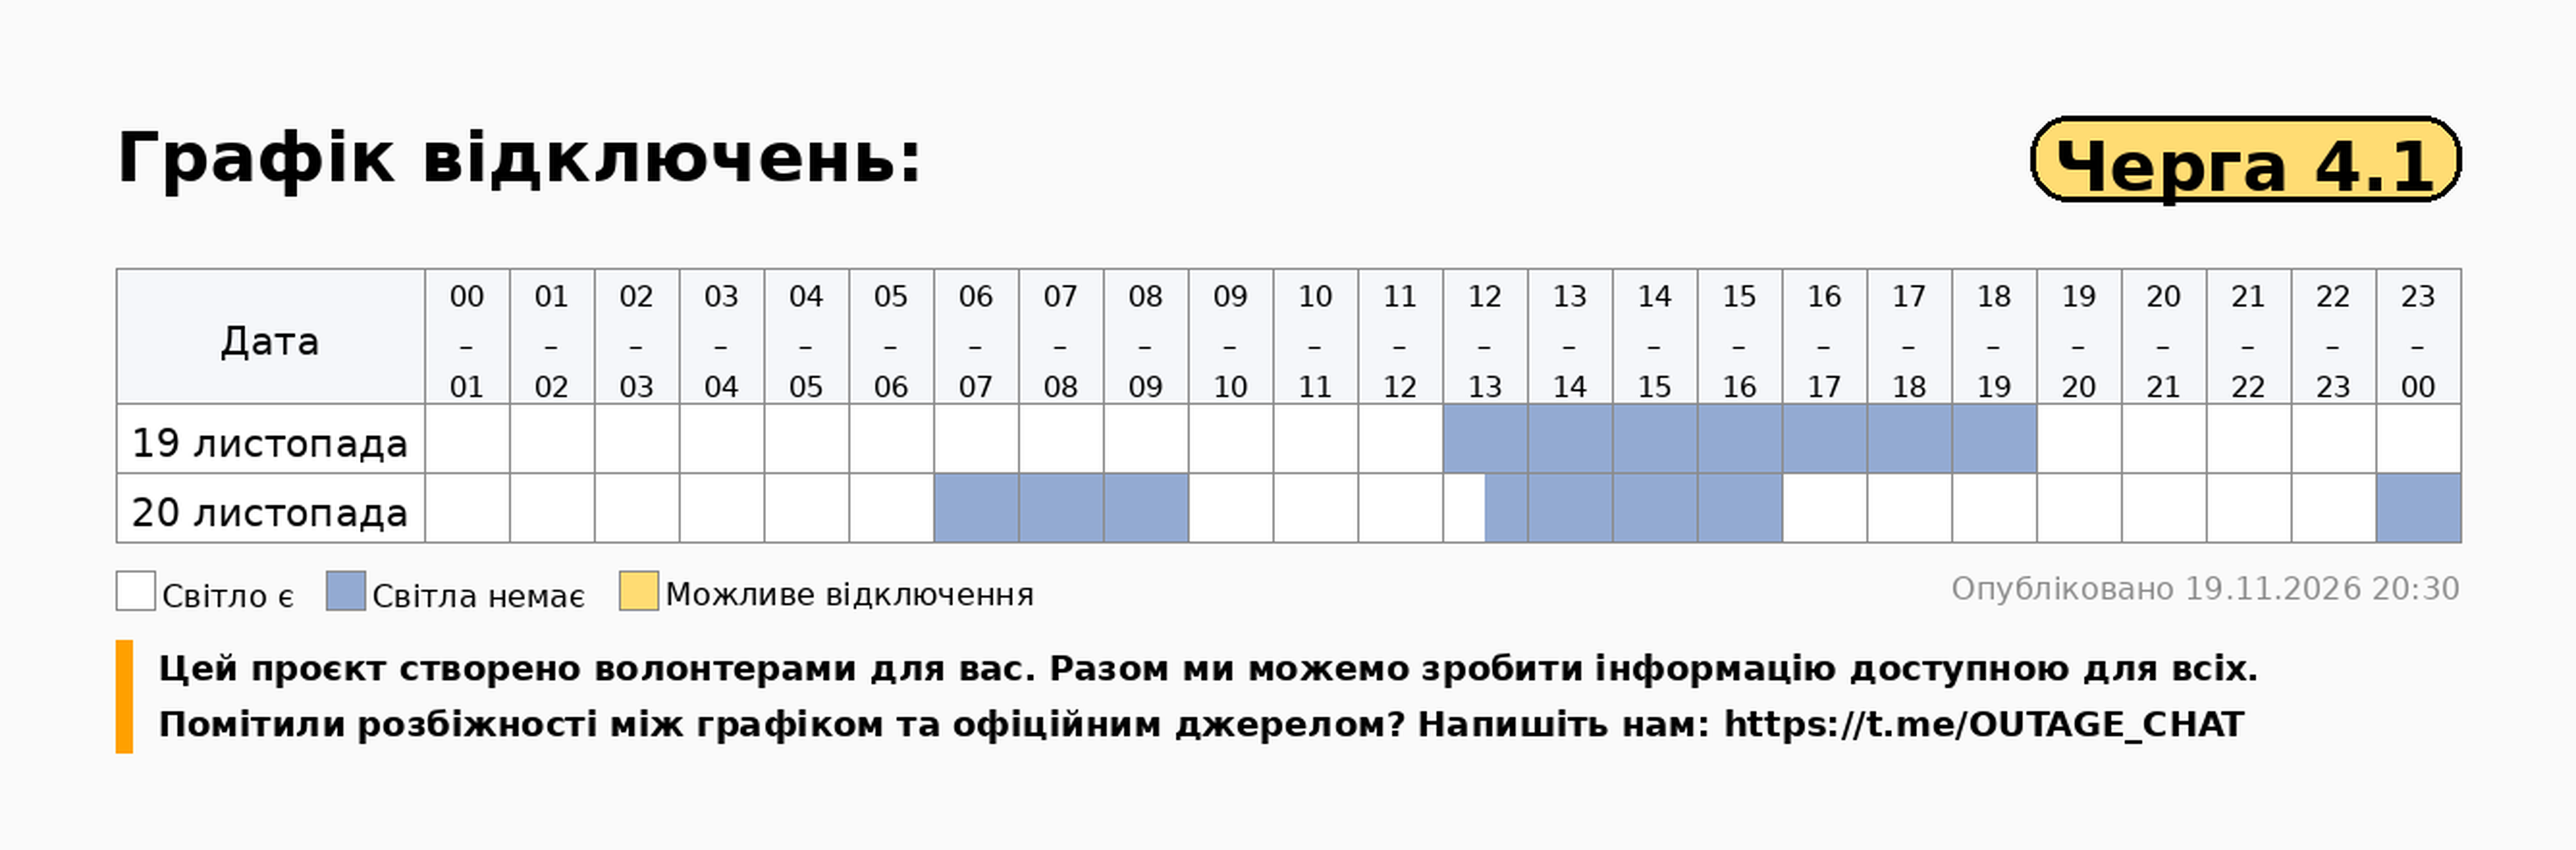 Графік відключень:
Черга 4.1
Дата 00 – 01 01 – 02 02 – 03 03 – 04 04 – 05 05 – 06 06 – 07 07 – 08 08 – 09 09 – 10 10 – 11 11 – 12 12 – 13 13 – 14 14 – 15 15 – 16 16 – 17 17 – 18 18 – 19 19 – 20 20 – 21 21 – 22 22 – 23 23 – 00
19 листопада
20 листопада
Світло є Світла немає Можливе відключення
Опубліковано 19.11.2026 20:30
Цей проєкт створено волонтерами для вас. Разом ми можемо зробити інформацію доступною для всіх.
Помітили розбіжності між графіком та офіційним джерелом? Напишіть нам: https://t.me/OUTAGE_CHAT